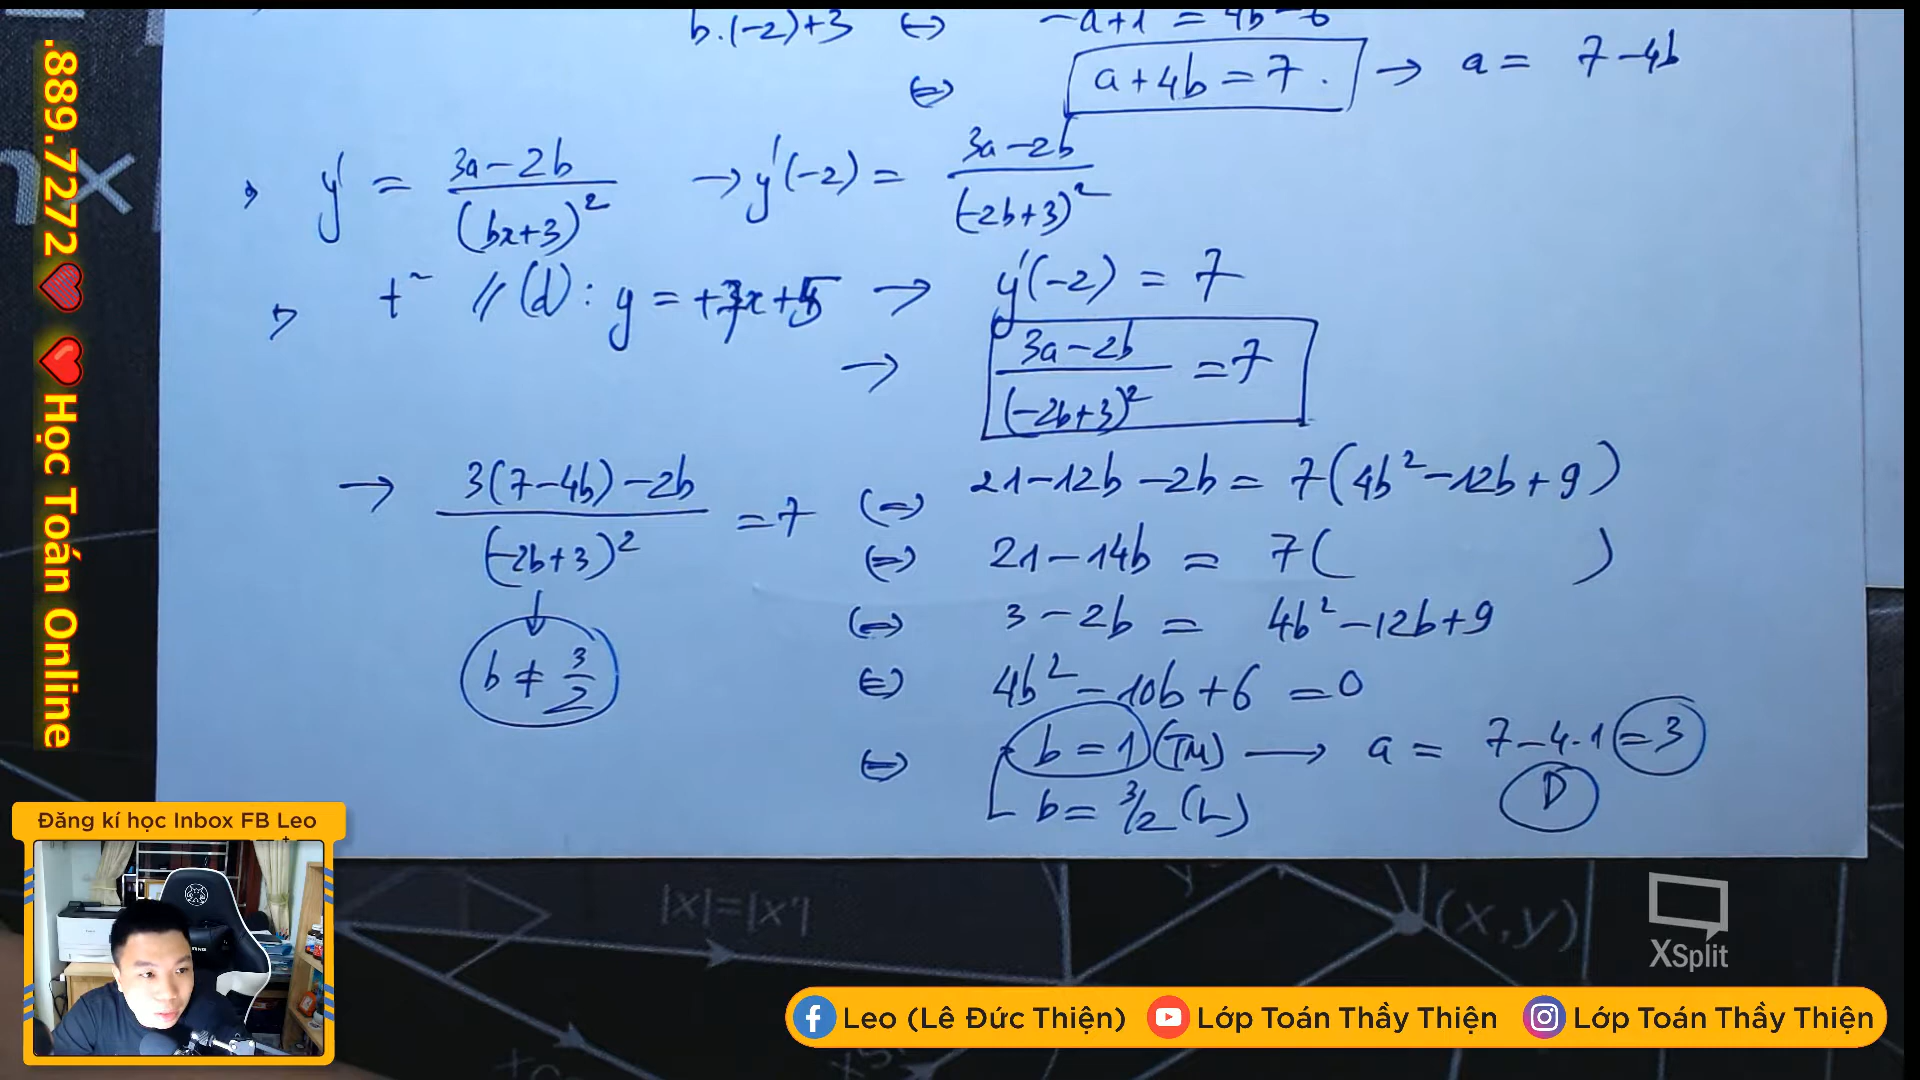 b.(-2)+3 ⇔ -a+1 = 4b-6
⇔ a+4b=7. → a = 7-4b
y' = (3a-2b)/(bx+3)² → y'(-2) = (3a-2b)/(-2b+3)²
// (d): y = +7x+5 → y'(-2) = 7
→ (3a-2b)/(-2b+3)² = 7
→ (3(7-4b)-2b)/(-2b+3)² = 7 ⇔ 21-12b-2b = 7(4b²-12b+9)
⇔ 21-14b = 7( )
⇔ 3-2b = 4b²-12b+9
b ≠ 3/2 ⇔ 4b²-10b+6 = 0
⇔ b=1 (TM) → a = 7-4.1 = 3
b = 3/2 (L) D
.889.7272 ❤ ❤ Học Toán Online
Đăng kí học Inbox FB Leo
|x|=|x
(x,y)
XSplit
Leo (Lê Đức Thiện) Lớp Toán Thầy Thiện Lớp Toán Thầy Thiện